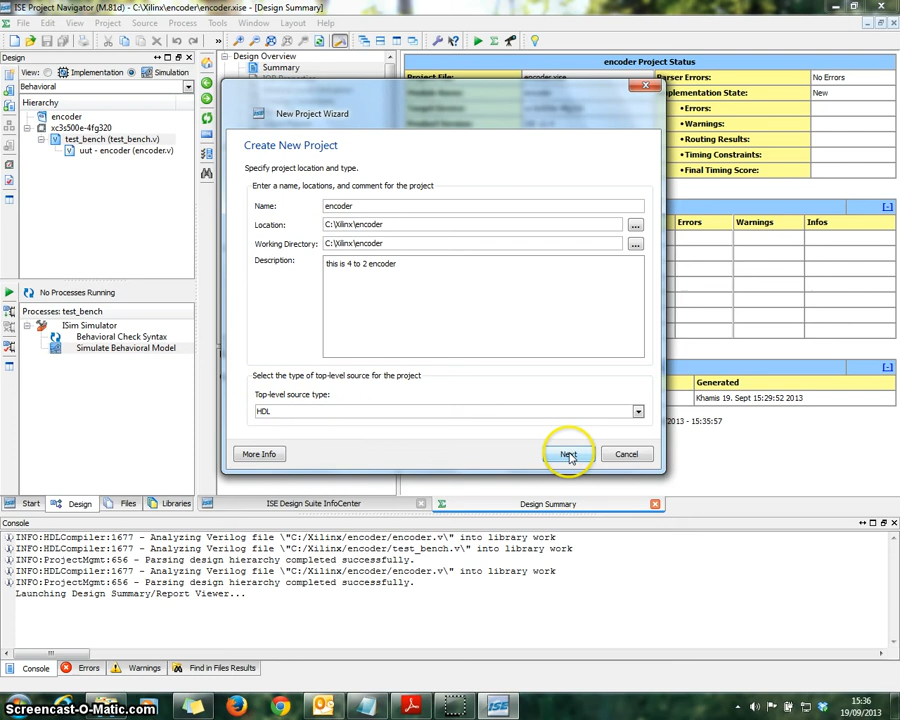 ISE Project Navigator (M.81d) - C:\Xilinx\encoder\encoder.xise - [Design Summary]
File Edit View Project Source Process Tools Window Layout Help
Design
View: Implementation Simulation
Behavioral
Hierarchy
encoder
xc3s500e-4fg320
test_bench (test_bench.v)
uut - encoder (encoder.v)
No Processes Running
Processes: test_bench
ISim Simulator
Behavioral Check Syntax
Simulate Behavioral Model
Start Design Files Libraries
Design Overview
Summary
encoder Project Status
Project File: encoder.xise Parser Errors: No Errors
Implementation State: New
• Errors:
• Warnings:
• Routing Results:
• Timing Constraints:
• Final Timing Score:
[-]
Errors Warnings Infos
[-]
Generated
Khamis 19. Sept 15:29:52 2013
2013 - 15:35:57
New Project Wizard
Create New Project
Specify project location and type.
Enter a name, locations, and comment for the project
Name: encoder
Location: C:\Xilinx\encoder ...
Working Directory: C:\Xilinx\encoder ...
Description: this is 4 to 2 encoder
Select the type of top-level source for the project
Top-level source type:
HDL
More Info Next Cancel
ISE Design Suite InfoCenter Design Summary
Console
INFO:HDLCompiler:1677 - Analyzing Verilog file \"C:/Xilinx/encoder/encoder.v\" into library work
INFO:HDLCompiler:1677 - Analyzing Verilog file \"C:/Xilinx/encoder/test_bench.v\" into library work
INFO:ProjectMgmt:656 - Parsing design hierarchy completed successfully.
INFO:HDLCompiler:1677 - Analyzing Verilog file \"C:/Xilinx/encoder/encoder.v\" into library work
INFO:ProjectMgmt:656 - Parsing design hierarchy completed successfully.
Launching Design Summary/Report Viewer...
Console Errors Warnings Find in Files Results
ISE
15:36
19/09/2013
Screencast-O-Matic.com